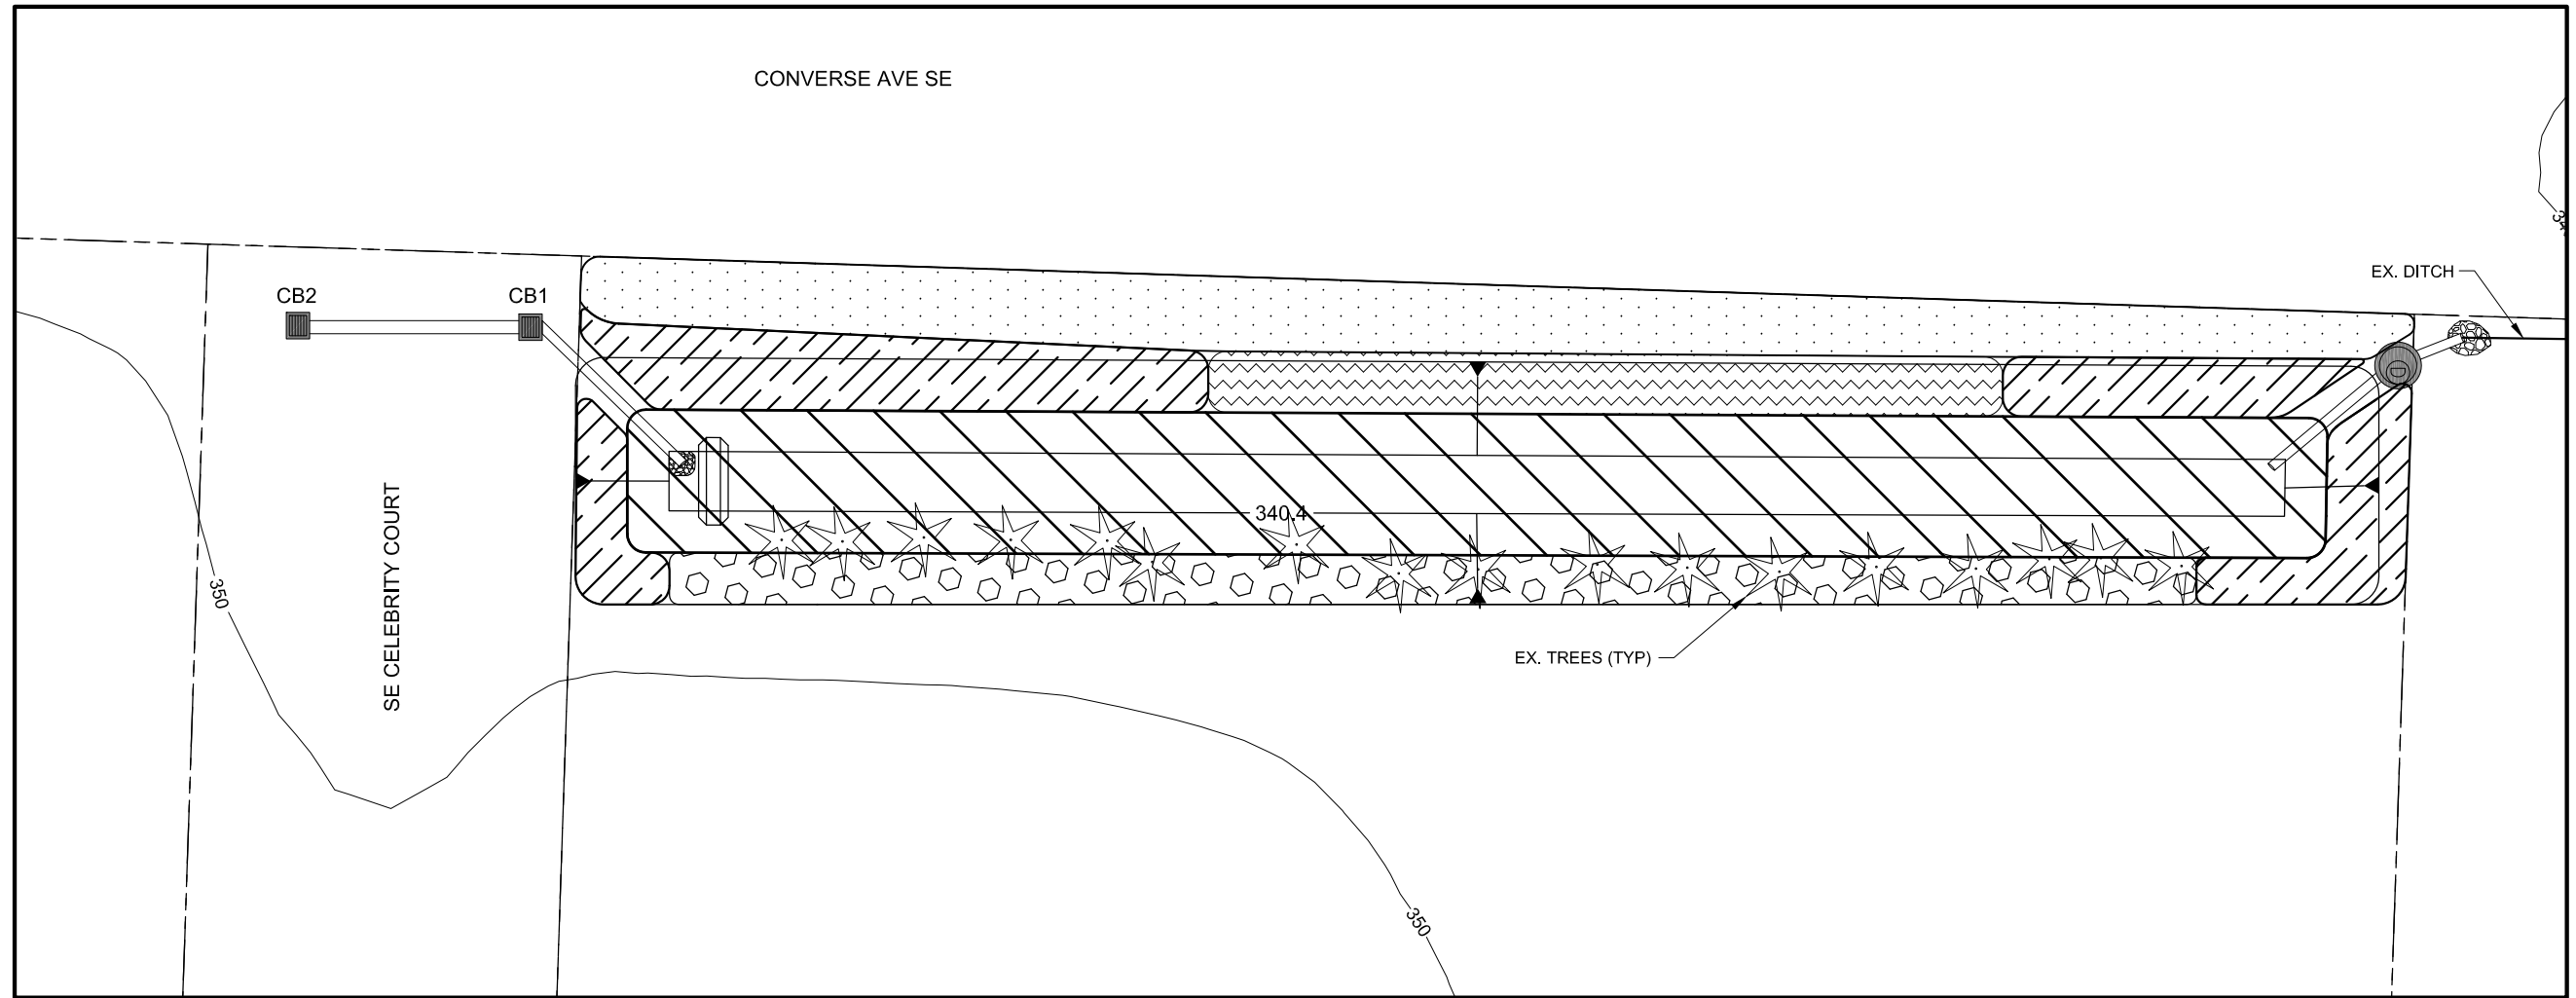 CONVERSE AVE SE
EX. DITCH
CB2
CB1
340.4
SE CELEBRITY COURT
350
EX. TREES (TYP)
350